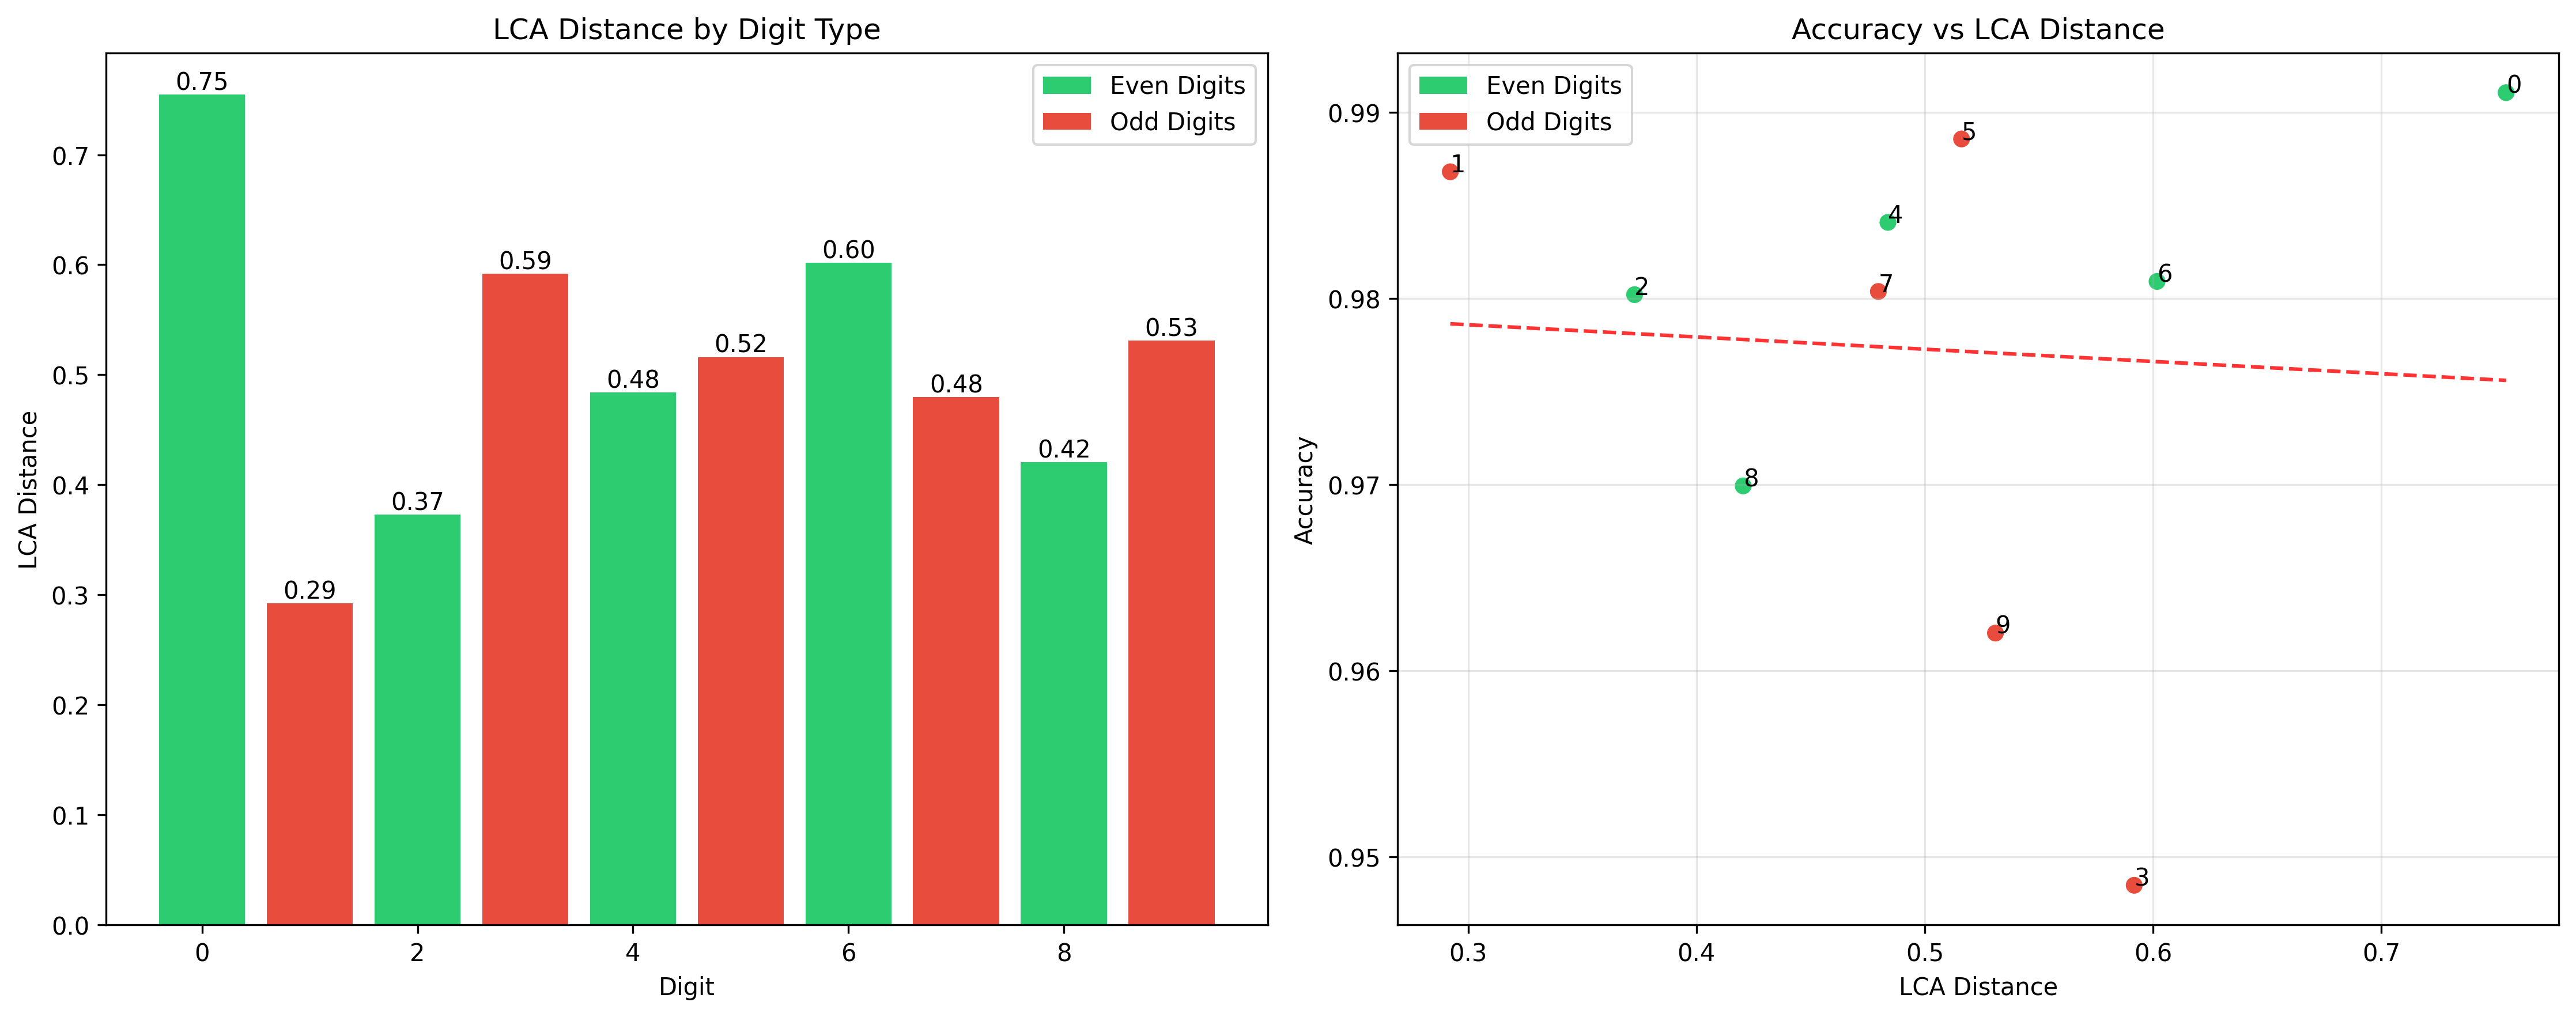 LCA Distance by Digit Type
Even Digits
Odd Digits
0.75
0.29
0.37
0.59
0.48
0.52
0.60
0.48
0.42
0.53
0.7
0.6
0.5
0.4
0.3
0.2
0.1
0.0
LCA Distance
0 2 4 6 8
Digit
Accuracy vs LCA Distance
Even Digits
Odd Digits
0
5
1
4
6
7
2
8
9
3
0.99
0.98
0.97
0.96
0.95
Accuracy
0.3 0.4 0.5 0.6 0.7
LCA Distance